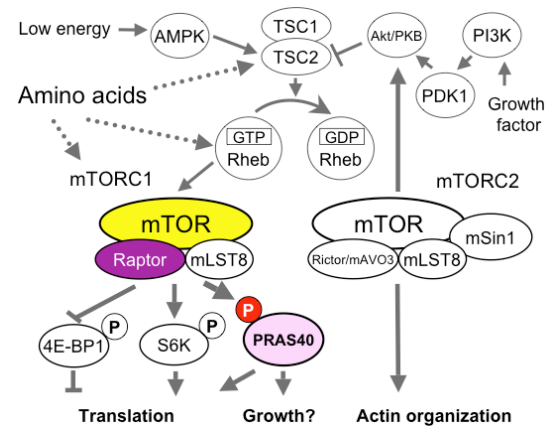 TSC1
Low energy
AMPK
TSC2
Akt/PKB
PI3K
Amino acids
PDK1
Growth
factor
GTP
Rheb
GDP
Rheb
mTORC1
mTORC2
mTOR
mTOR
Raptor
mLST8
Rictor/mAVO3
mLST8
mSin1
P
4E-BP1
P
S6K
P
PRAS40
Translation
Growth?
Actin organization